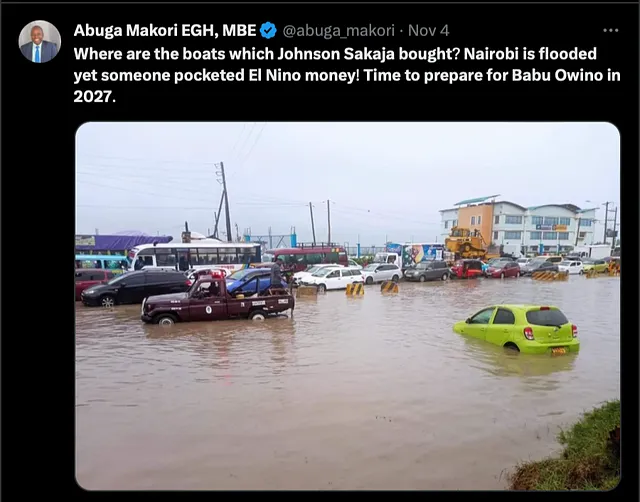 Abuga Makori EGH, MBE @abuga_makori · Nov 4
Where are the boats which Johnson Sakaja bought? Nairobi is flooded
yet someone pocketed El Nino money! Time to prepare for Babu Owino in
2027.